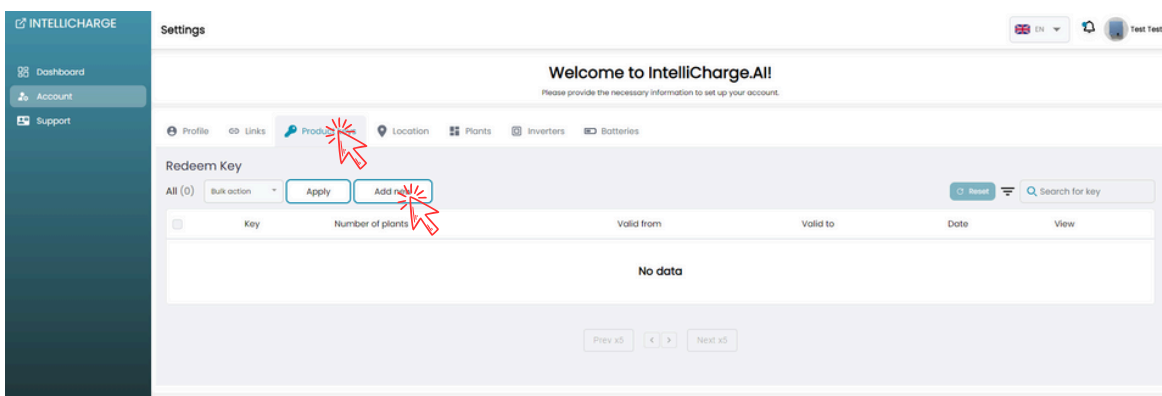 INTELLICHARGE
Settings
EN
Test Test
Dashboard
Account
Support
Welcome to IntelliCharge.AI!
Please provide the necessary information to set up your account.
Profile
Links
Location
Plants
Inverters
Batteries
Redeem Key
All (0)
Bulk action
Apply
Add new
Reset
Search for key
Key
Number of plants
Valid from
Valid to
Date
View
No data
Prev x5
< >
Next x5